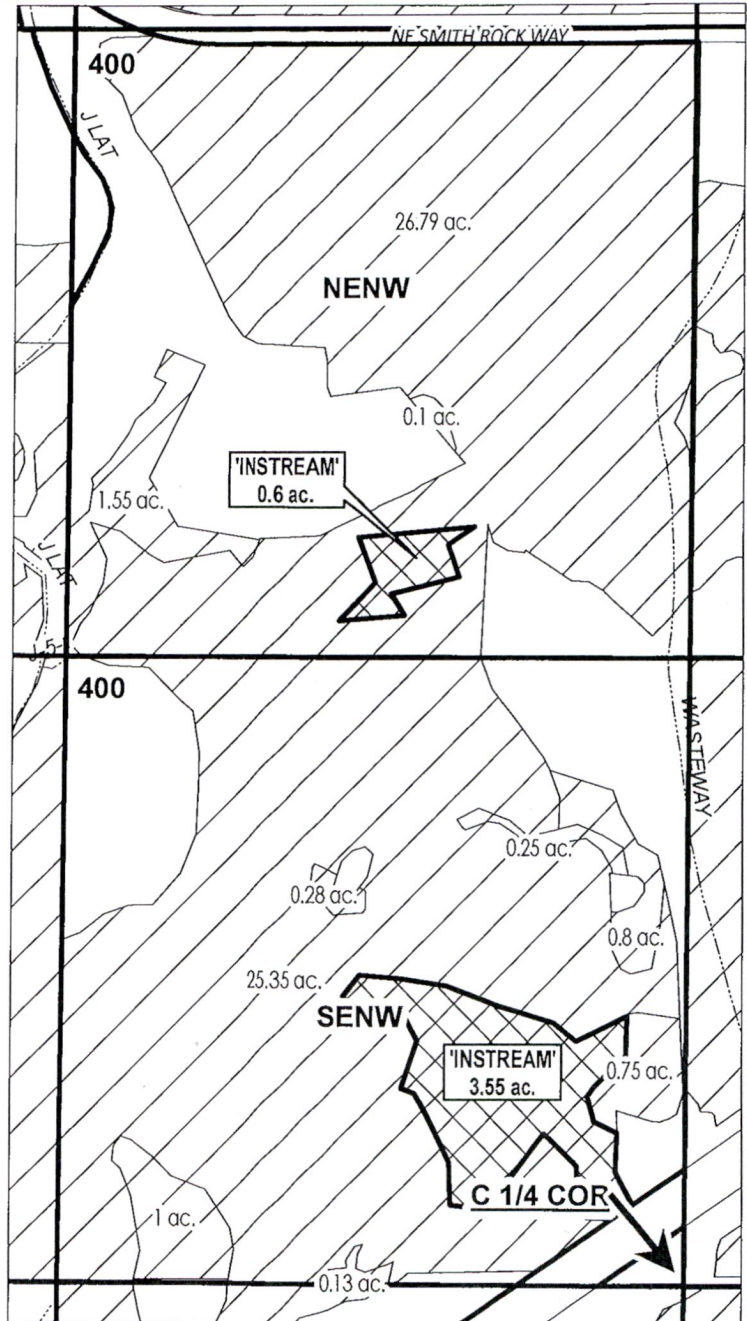 NE SMITH ROCK WAY
400
J LAT
26.79 ac.
NENW
0.1 ac.
'INSTREAM'
0.6 ac.
1.55 ac.
J LAT
400
WASTEWAY
0.25 ac.
0.28 ac.
0.8 ac.
25.35 ac.
SENW
'INSTREAM'
3.55 ac.
0.75 ac.
C 1/4 COR
1 ac.
0.13 ac.